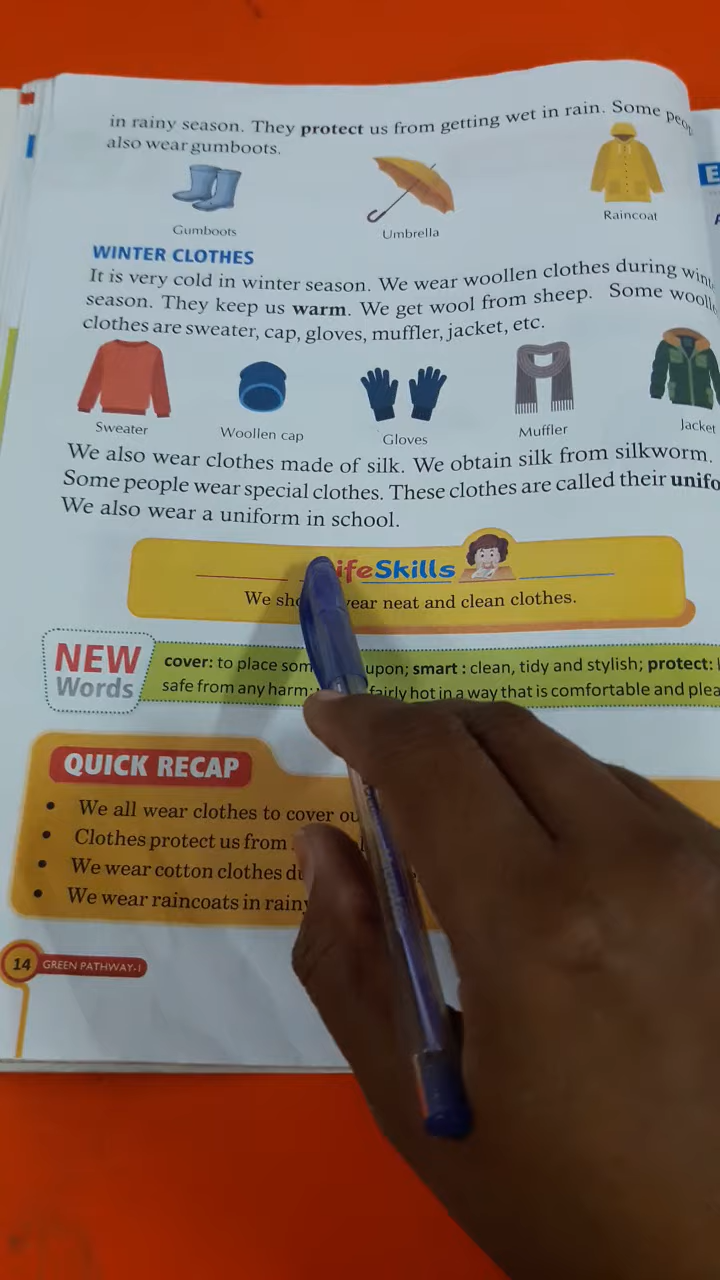 in rainy season. They protect us from getting wet in rain. Some
also wear gumboots.
Gumboots
Umbrella
Raincoat
WINTER CLOTHES
It is very cold in winter season. We wear woollen clothes during
season. They keep us warm. We get wool from sheep. Some
clothes are sweater, cap, gloves, muffler, jacket, etc.
Sweater
Woollen cap
Gloves
Muffler
Jacket
We also wear clothes made of silk. We obtain silk from silkworm.
Some people wear special clothes. These clothes are called their
We also wear a uniform in school.
ifeSkills
We wear neat and clean clothes.
NEW
Words
cover: to place upon; smart : clean, tidy and stylish; protect:
safe from any harm; fairly hot in a way that is comfortable and
QUICK RECAP
• We all wear clothes to cover
• Clothes protect us from
• We wear cotton clothes
• We wear raincoats in
14 GREEN PATHWAY-1
E